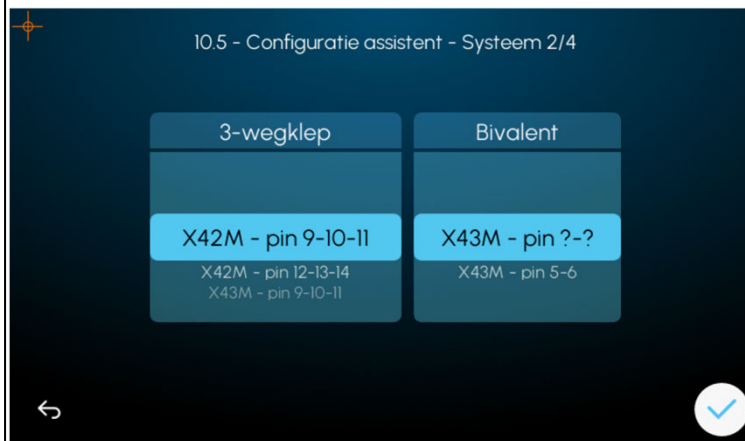 10.5 - Configuratie assistent - Systeem 2/4
3-wegklep
Bivalent
X42M - pin 9-10-11
X43M - pin ?-?
X42M - pin 12-13-14
X43M - pin 5-6
X43M - pin 9-10-11